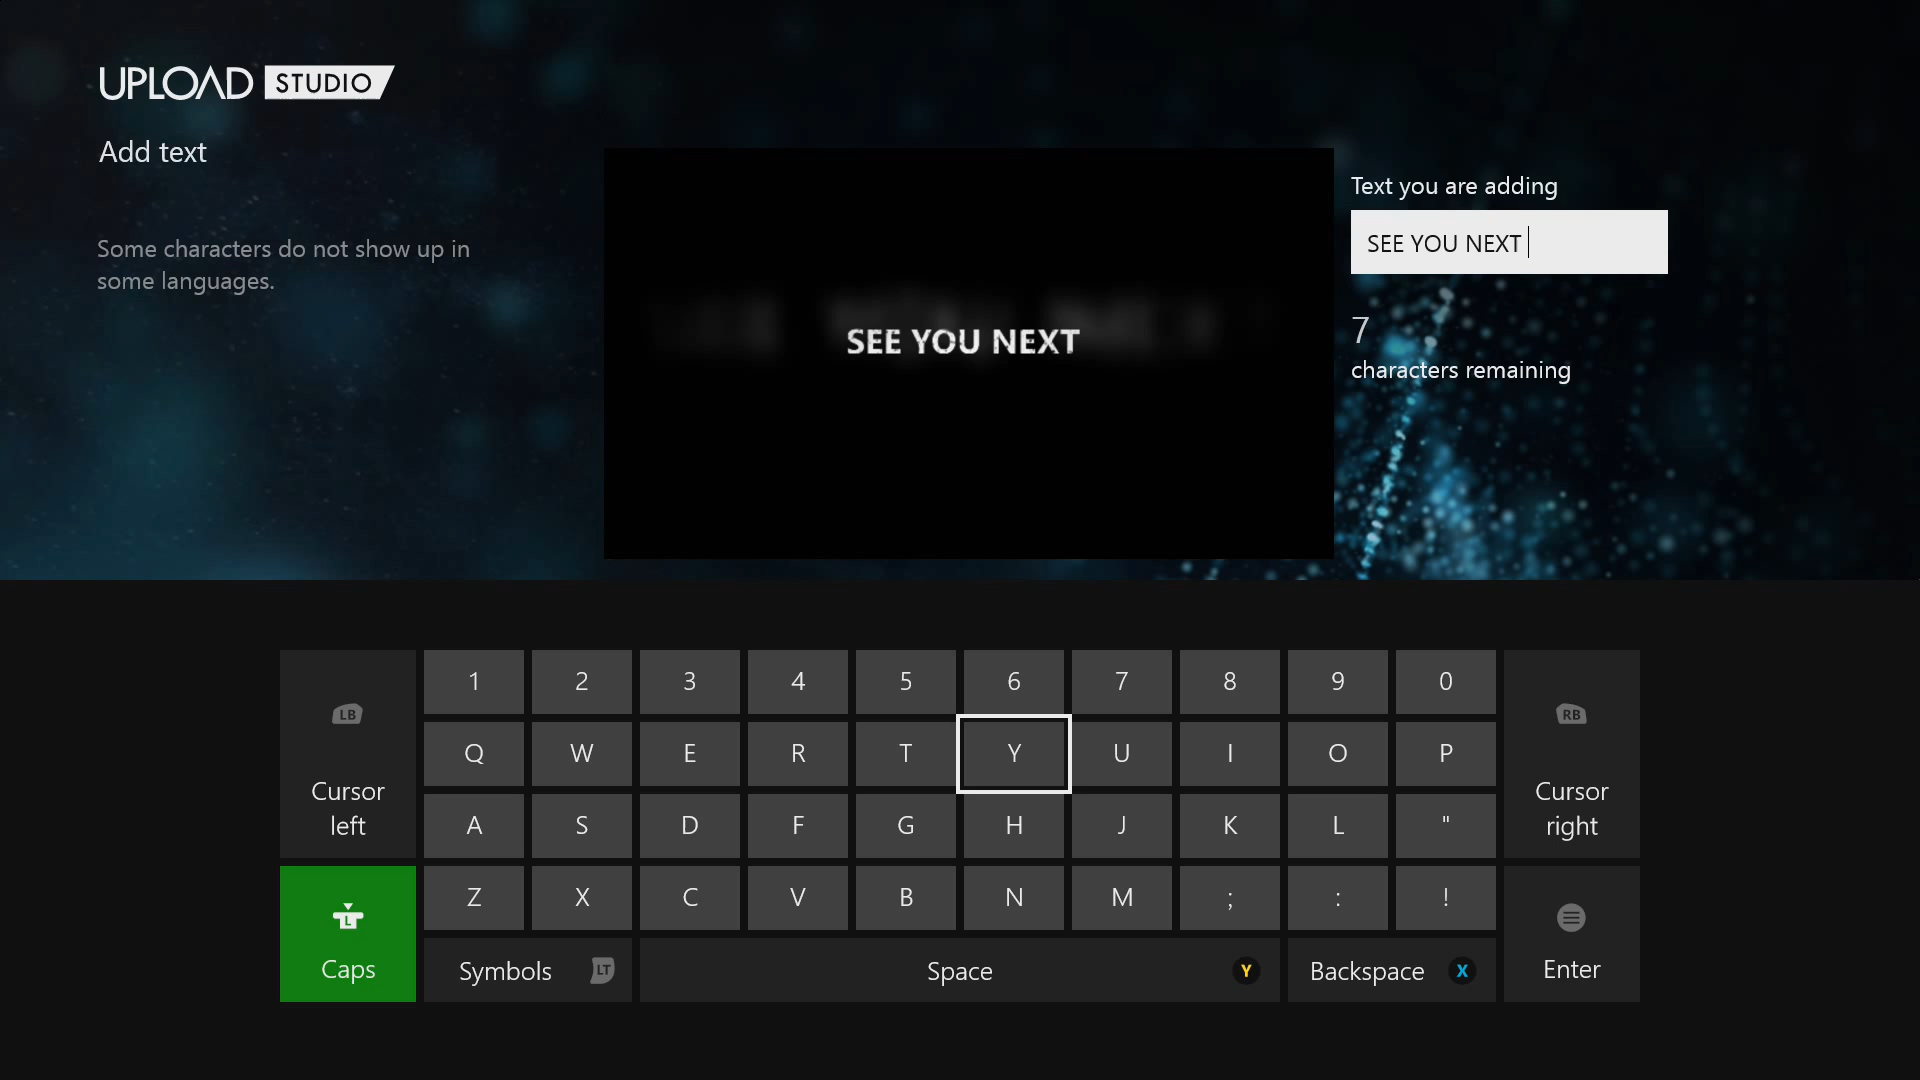 UPLOAD STUDIO
Add text
Some characters do not show up in
some languages.
SEE YOU NEXT
Text you are adding
SEE YOU NEXT
7
characters remaining
LB
Cursor
left
1 2 3 4 5 6 7 8 9 0
Q W E R T Y U I O P
A S D F G H J K L "
Z X C V B N M ; : !
RB
Cursor
right
L
Caps
Symbols LT
Space Y
Backspace X
Enter